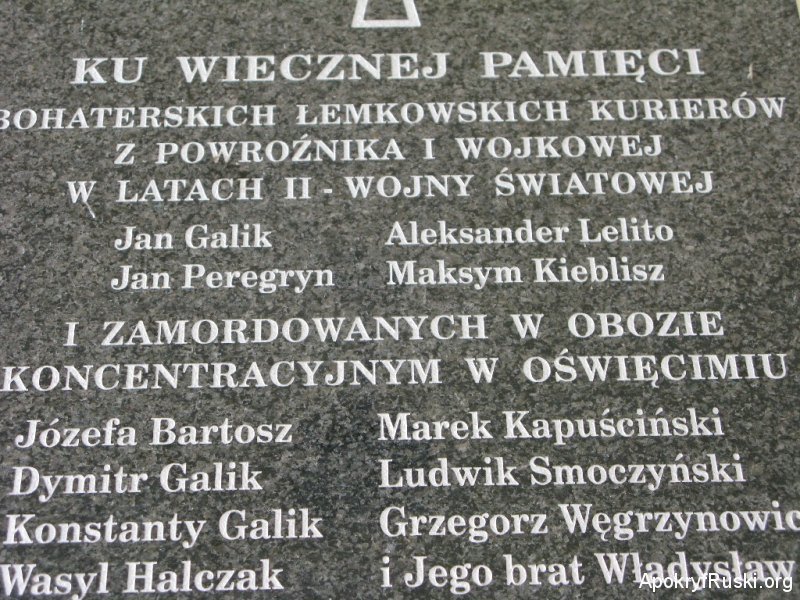 KU WIECZNEJ PAMIĘCI
BOHATERSKICH ŁEMKOWSKICH KURIERÓW
Z POWROŹNIKA I WOJKOWEJ
W LATACH II - WOJNY ŚWIATOWEJ
Jan Galik Aleksander Lelito
Jan Peregryn Maksym Kieblisz
I ZAMORDOWANYCH W OBOZIE
KONCENTRACYJNYM W OŚWIĘCIMIU
Józefa Bartosz Marek Kapuściński
Dymitr Galik Ludwik Smoczyński
Konstanty Galik Grzegorz Węgrzynowic
Wasyl Halczak i Jego brat Władysław
ApokryfRuski.org